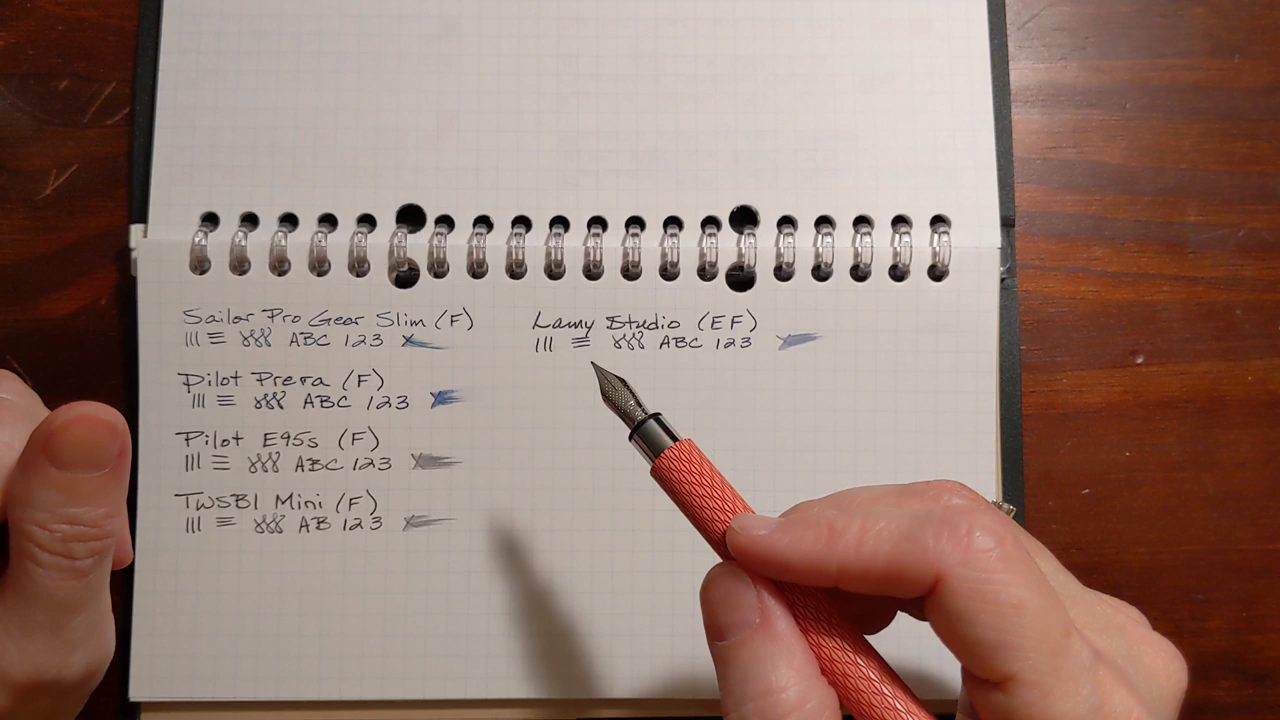 Sailor Pro Gear Slim (F)
ABC 123
Pilot Prera (F)
ABC 123
Pilot E95s (F)
ABC 123
TWSBI Mini (F)
AB 123
Lamy Studio (EF)
ABC 123